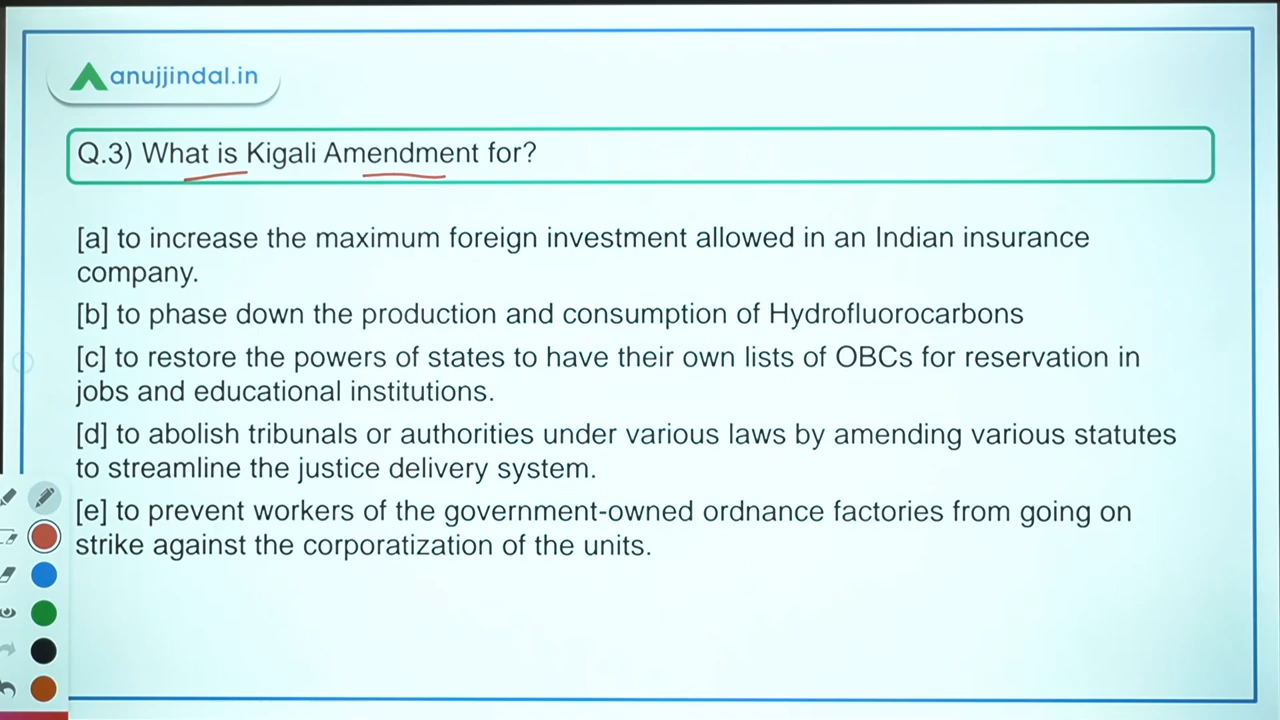 anujjindal.in
Q.3) What is Kigali Amendment for?
[a] to increase the maximum foreign investment allowed in an Indian insurance
company.
[b] to phase down the production and consumption of Hydrofluorocarbons
[c] to restore the powers of states to have their own lists of OBCs for reservation in
jobs and educational institutions.
[d] to abolish tribunals or authorities under various laws by amending various statutes
to streamline the justice delivery system.
[e] to prevent workers of the government-owned ordnance factories from going on
strike against the corporatization of the units.